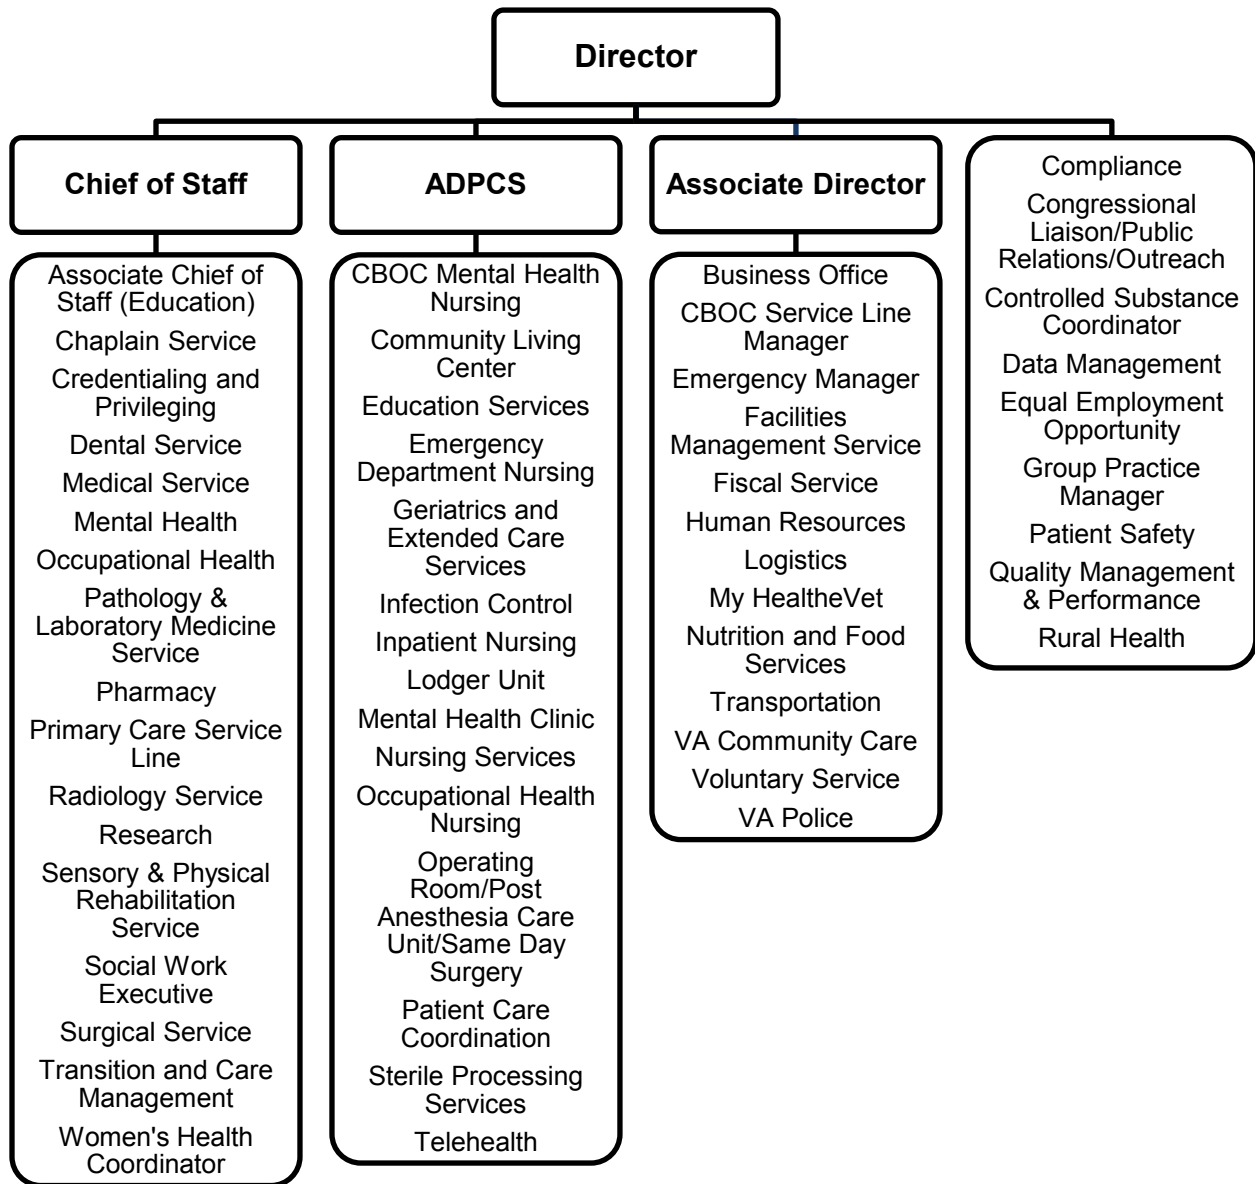 Director
Chief of Staff
Associate Chief of
Staff (Education)
Chaplain Service
Credentialing and
Privileging
Dental Service
Medical Service
Mental Health
Occupational Health
Pathology &
Laboratory Medicine
Service
Pharmacy
Primary Care Service
Line
Radiology Service
Research
Sensory & Physical
Rehabilitation
Service
Social Work
Executive
Surgical Service
Transition and Care
Management
Women's Health
Coordinator
ADPCS
CBOC Mental Health
Nursing
Community Living
Center
Education Services
Emergency
Department Nursing
Geriatrics and
Extended Care
Services
Infection Control
Inpatient Nursing
Lodger Unit
Mental Health Clinic
Nursing Services
Occupational Health
Nursing
Operating
Room/Post
Anesthesia Care
Unit/Same Day
Surgery
Patient Care
Coordination
Sterile Processing
Services
Telehealth
Associate Director
Business Office
CBOC Service Line
Manager
Emergency Manager
Facilities
Management Service
Fiscal Service
Human Resources
Logistics
My HealtheVet
Nutrition and Food
Services
Transportation
VA Community Care
Voluntary Service
VA Police
Compliance
Congressional
Liaison/Public
Relations/Outreach
Controlled Substance
Coordinator
Data Management
Equal Employment
Opportunity
Group Practice
Manager
Patient Safety
Quality Management
& Performance
Rural Health